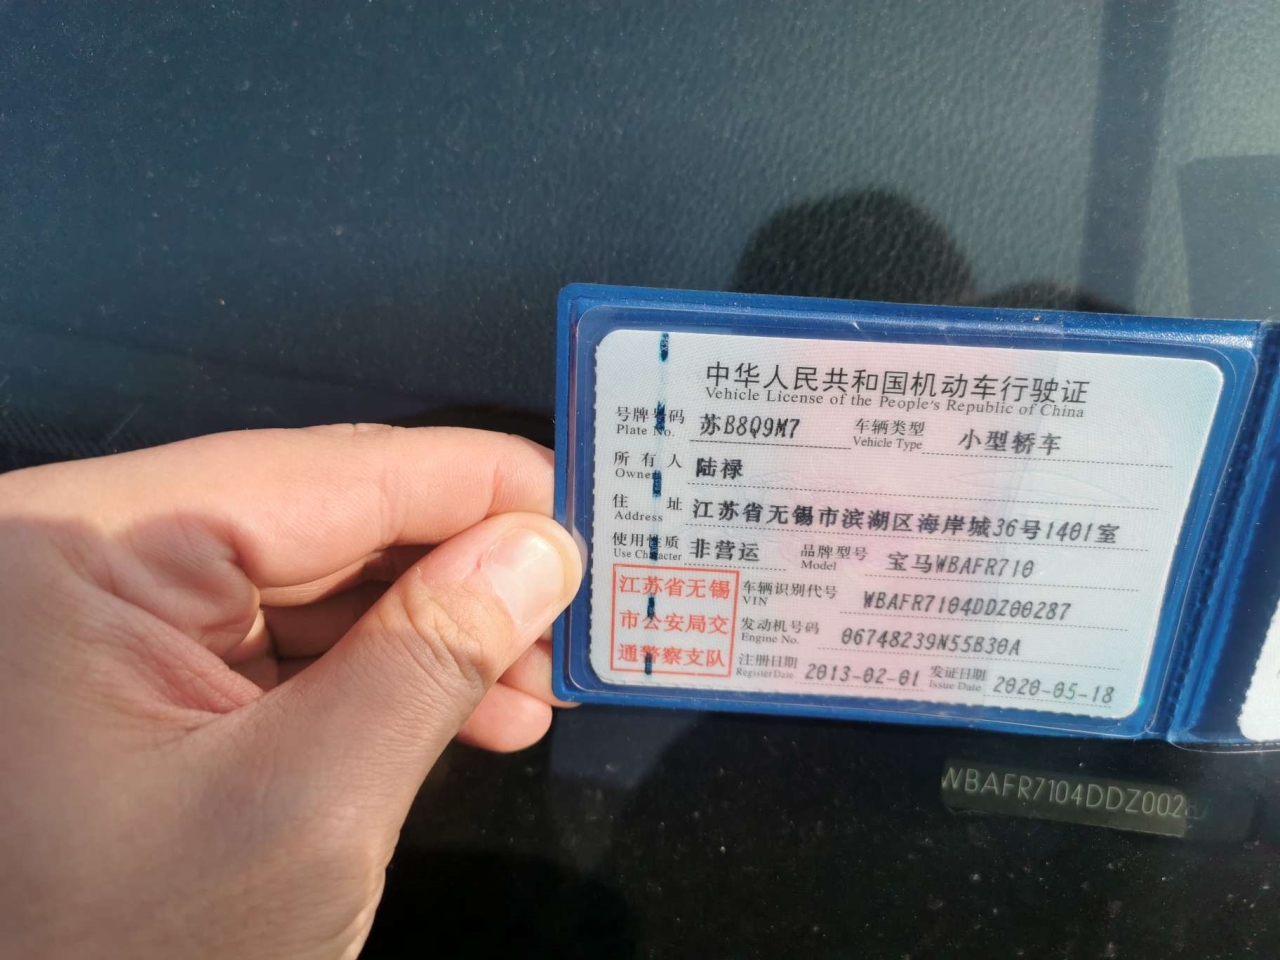 中华人民共和国机动车行驶证
Vehicle License of the People's Republic of China
号牌号码 苏B8Q9M7 车辆类型 小型轿车
Plate No. Vehicle Type
所有人 陆禄
Owner
住址 江苏省无锡市滨湖区海岸城36号1401室
Address
使用性质 非营运 品牌型号 宝马WBAFR710
Use Character Model
江苏省无锡
市公安局交
通警察支队
车辆识别代号 WBAFR7104DDZ00287
VIN
发动机号码 06748239N55B30A
Engine No.
注册日期 2013-02-01 发证日期 2020-05-18
Register Date Issue Date
WBAFR7104DDZ002